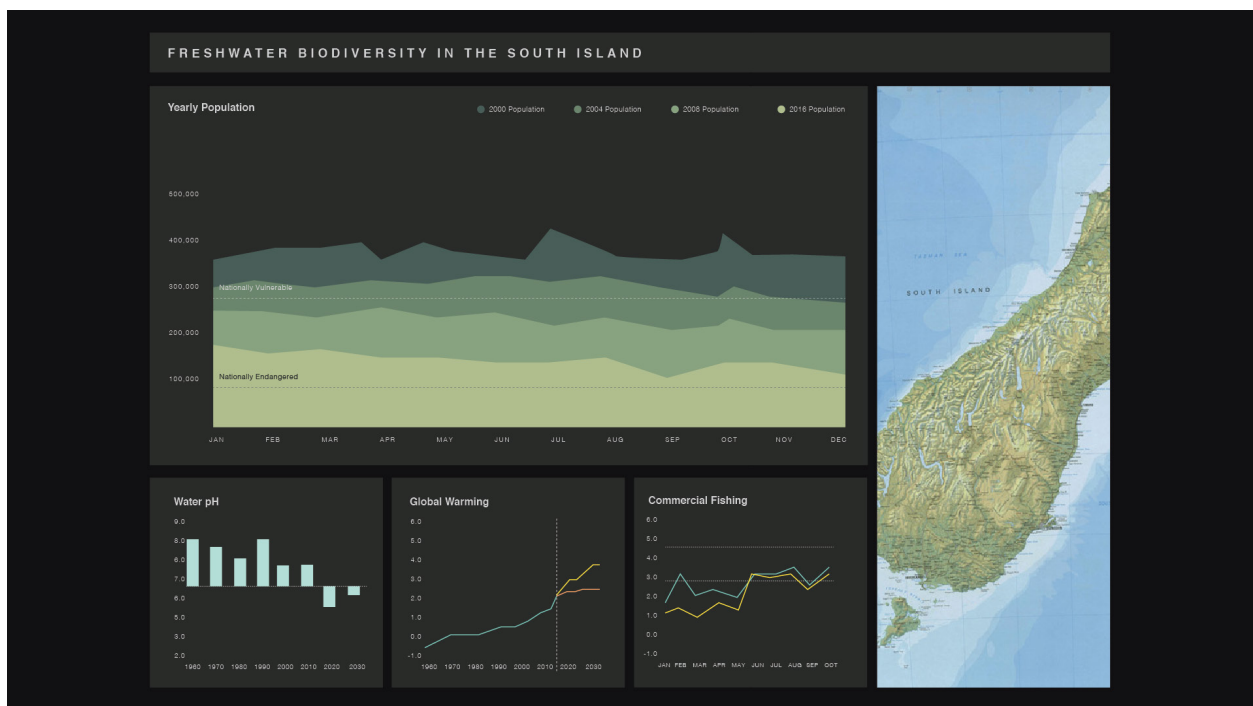 FRESHWATER BIODIVERSITY IN THE SOUTH ISLAND
Yearly Population
2000 Population 2004 Population 2008 Population 2016 Population
500,000
400,000
300,000
Nationally Vulnerable
200,000
100,000
Nationally Endangered
JAN FEB MAR APR MAY JUN JUL AUG SEP OCT NOV DEC
TASMAN SEA
SOUTH ISLAND
Water pH
9.0
8.0
6.0
7.0
6.0
5.0
3.0
2.0
1960 1970 1980 1990 2000 2010 2020 2030
Global Warming
6.0
5.0
4.0
3.0
2.0
1.0
0.0
-1.0
1960 1970 1980 1990 2000 2010 2020 2030
Commercial Fishing
6.0
5.0
4.0
3.0
2.0
1.0
0.0
-1.0
JAN FEB MAR APR MAY JUN JUL AUG SEP OCT